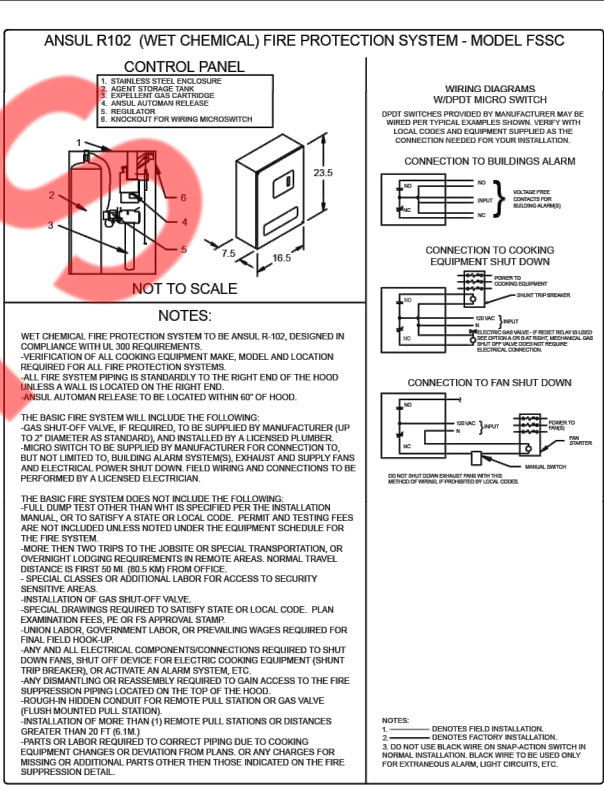 ANSUL R102 (WET CHEMICAL) FIRE PROTECTION SYSTEM - MODEL FSSC
CONTROL PANEL
1. STAINLESS STEEL ENCLOSURE
2. AGENT STORAGE TANK
3. EXPELLENT GAS CARTRIDGE
4. ANSUL AUTOMAN RELEASE
5. REGULATOR
6. KNOCKOUT FOR WIRING MICROSWITCH
1
2
3
6
4
5
23.5
7.5
16.5
NOT TO SCALE
NOTES:
WET CHEMICAL FIRE PROTECTION SYSTEM TO BE ANSUL R-102, DESIGNED IN
COMPLIANCE WITH UL 300 REQUIREMENTS.
-VERIFICATION OF ALL COOKING EQUIPMENT MAKE, MODEL AND LOCATION
REQUIRED FOR ALL FIRE PROTECTION SYSTEMS.
-ALL FIRE SYSTEM PIPING IS STANDARDLY TO THE RIGHT END OF THE HOOD
UNLESS A WALL IS LOCATED ON THE RIGHT END.
-ANSUL AUTOMAN RELEASE TO BE LOCATED WITHIN 60" OF HOOD.
THE BASIC FIRE SYSTEM WILL INCLUDE THE FOLLOWING:
-GAS SHUT-OFF VALVE, IF REQUIRED, TO BE SUPPLIED BY MANUFACTURER (UP
TO 2" DIAMETER AS STANDARD), AND INSTALLED BY A LICENSED PLUMBER.
-MICRO SWITCH TO BE SUPPLIED BY MANUFACTURER FOR CONNECTION TO,
BUT NOT LIMITED TO, BUILDING ALARM SYSTEM(S), EXHAUST AND SUPPLY FANS
AND ELECTRICAL POWER SHUT DOWN. FIELD WIRING AND CONNECTIONS TO BE
PERFORMED BY A LICENSED ELECTRICIAN.
THE BASIC FIRE SYSTEM DOES NOT INCLUDE THE FOLLOWING:
-FULL DUMP TEST OTHER THAN WHT IS SPECIFIED PER THE INSTALLATION
MANUAL, OR TO SATISFY A STATE OR LOCAL CODE. PERMIT AND TESTING FEES
ARE NOT INCLUDED UNLESS NOTED UNDER THE EQUIPMENT SCHEDULE FOR
THE FIRE SYSTEM.
-MORE THEN TWO TRIPS TO THE JOBSITE OR SPECIAL TRANSPORTATION, OR
OVERNIGHT LODGING REQUIREMENTS IN REMOTE AREAS. NORMAL TRAVEL
DISTANCE IS FIRST 50 MI. (80.5 KM) FROM OFFICE.
- SPECIAL CLASSES OR ADDITIONAL LABOR FOR ACCESS TO SECURITY
SENSITIVE AREAS.
-INSTALLATION OF GAS SHUT-OFF VALVE.
-SPECIAL DRAWINGS REQUIRED TO SATISFY STATE OR LOCAL CODE. PLAN
EXAMINATION FEES, PE OR FS APPROVAL STAMP.
-UNION LABOR, GOVERNMENT LABOR, OR PREVAILING WAGES REQUIRED FOR
FINAL FIELD HOOK-UP.
-ANY AND ALL ELECTRICAL COMPONENTS/CONNECTIONS REQUIRED TO SHUT
DOWN FANS, SHUT OFF DEVICE FOR ELECTRIC COOKING EQUIPMENT (SHUNT
TRIP BREAKER), OR ACTIVATE AN ALARM SYSTEM, ETC.
-ANY DISMANTLING OR REASSEMBLY REQUIRED TO GAIN ACCESS TO THE FIRE
SUPPRESSION PIPING LOCATED ON THE TOP OF THE HOOD.
-ROUGH-IN HIDDEN CONDUIT FOR REMOTE PULL STATION OR GAS VALVE
(FLUSH MOUNTED PULL STATION).
-INSTALLATION OF MORE THAN (1) REMOTE PULL STATIONS OR DISTANCES
GREATER THAN 20 FT (6.1M.)
-PARTS OR LABOR REQUIRED TO CORRECT PIPING DUE TO COOKING
EQUIPMENT CHANGES OR DEVIATION FROM PLANS. OR ANY CHARGES FOR
MISSING OR ADDITIONAL PARTS OTHER THEN THOSE INDICATED ON THE FIRE
SUPPRESSION DETAIL.
WIRING DIAGRAMS
W/DPDT MICRO SWITCH
DPDT SWITCHES PROVIDED BY MANUFACTURER MAY BE
WIRED PER TYPICAL EXAMPLES SHOWN. VERIFY WITH
LOCAL CODES AND EQUIPMENT SUPPLIED AS THE
CONNECTION NEEDED FOR YOUR INSTALLATION.
CONNECTION TO BUILDINGS ALARM
NO
NC
NO
INPUT
NC
VOLTAGE FREE
CONTACTS FOR
BUILDING ALARM(S)
CONNECTION TO COOKING
EQUIPMENT SHUT DOWN
POWER TO
COOKING EQUIPMENT
SHUNT TRIP BREAKER
NO
NC
120 VAC
N
INPUT
ELECTRIC GAS VALVE - IF RESET RELAY IS USED
SEE OPTION A OR B AT RIGHT, MECHANICAL GAS
SHUT OFF VALVE DOES NOT REQUIRE
ELECTRICAL CONNECTION.
CONNECTION TO FAN SHUT DOWN
NO
NC
120 VAC
N
INPUT
POWER TO
FAN(S)
FAN
STARTER
MANUAL SWITCH
DO NOT SHUT DOWN EXHAUST FANS WITH THIS
METHOD OF WIRING, IF PROHIBITED BY LOCAL CODES.
NOTES:
1. DENOTES FIELD INSTALLATION.
2. DENOTES FACTORY INSTALLATION.
3. DO NOT USE BLACK WIRE ON SNAP-ACTION SWITCH IN
NORMAL INSTALLATION. BLACK WIRE TO BE USED ONLY
FOR EXTRANEOUS ALARM, LIGHT CIRCUITS, ETC.